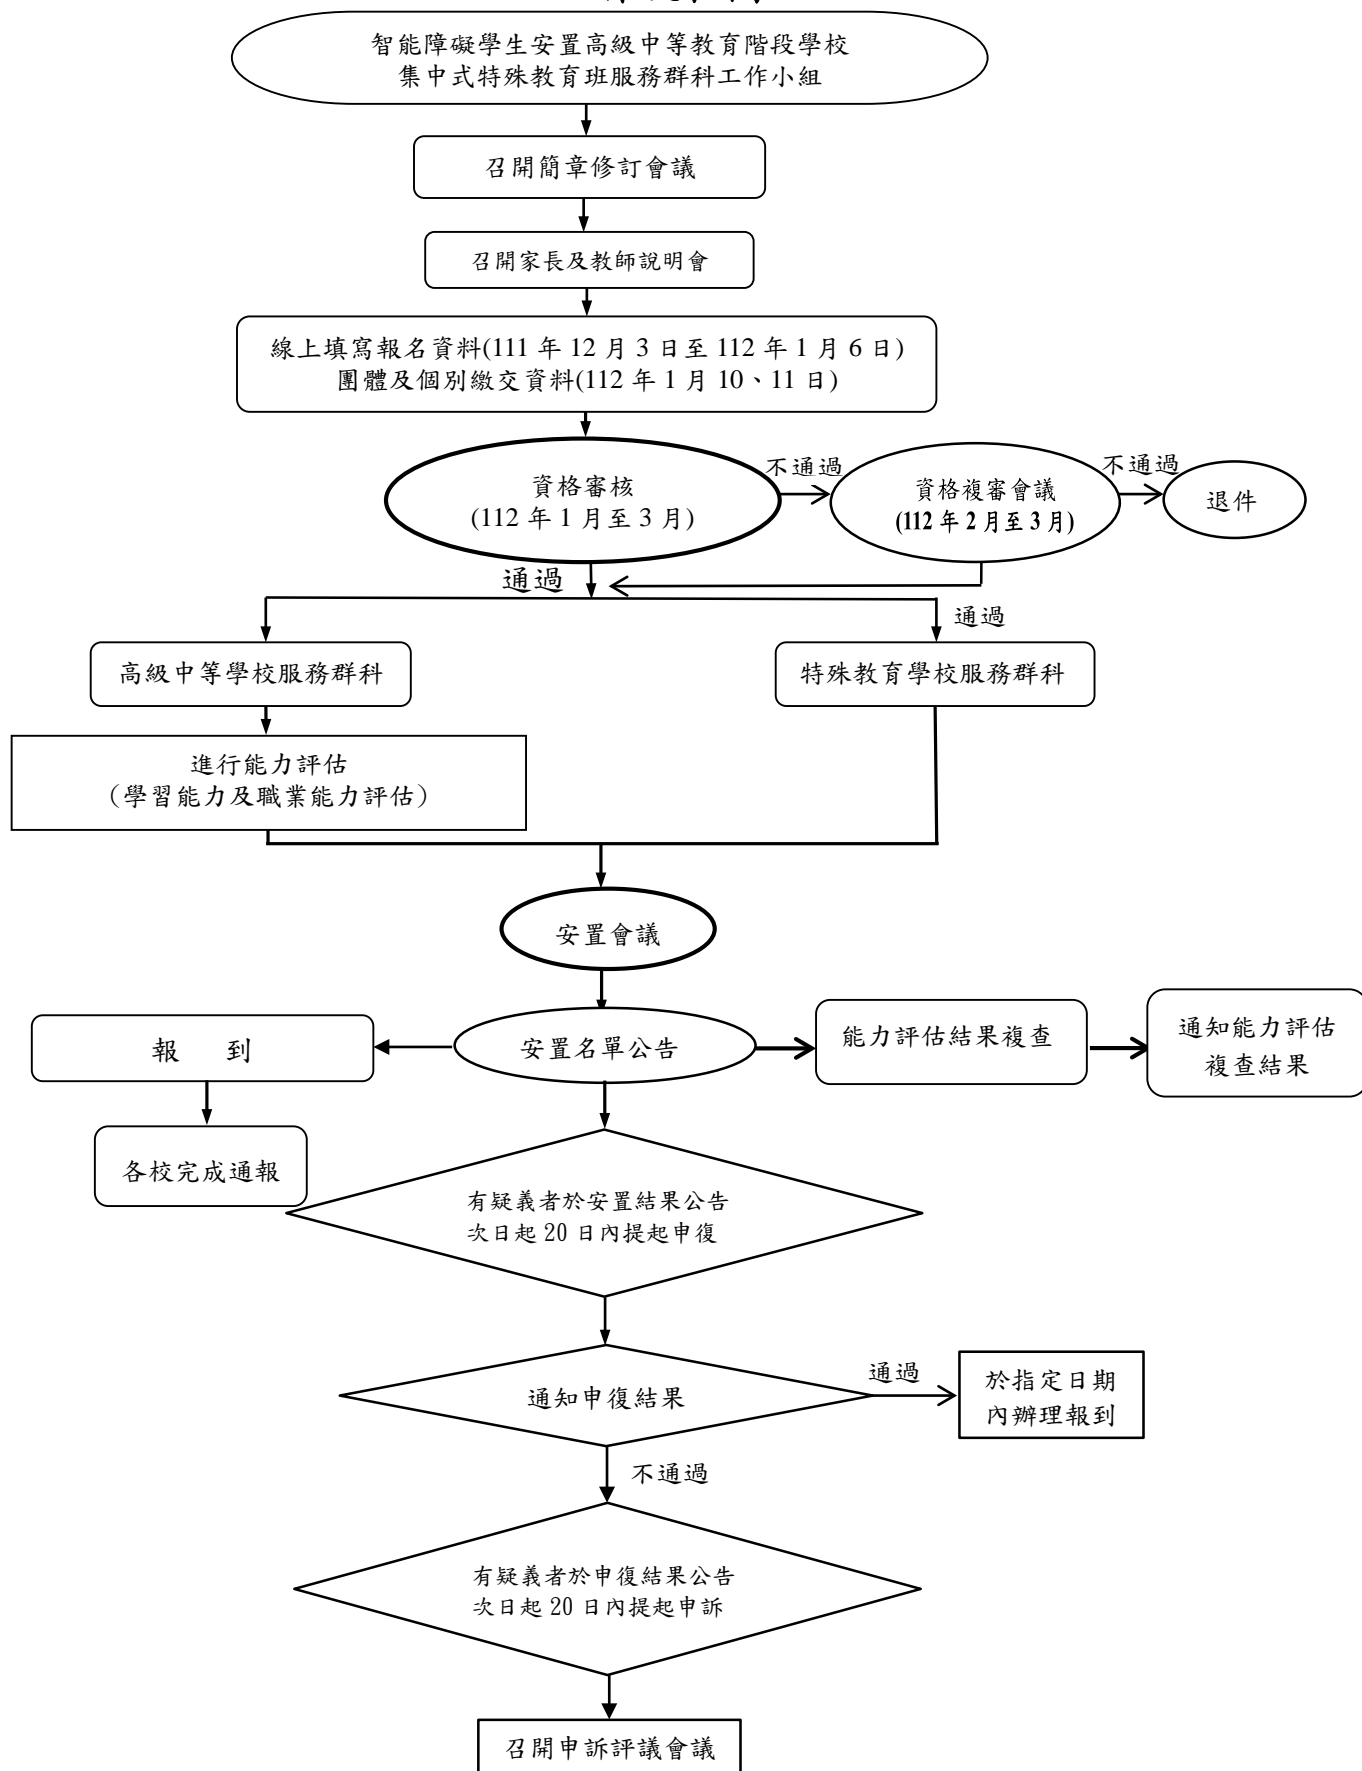 智能障礙學生安置高級中等教育階段學校
集中式特殊教育班服務群科工作小組
召開簡章修訂會議
召開家長及教師說明會
線上填寫報名資料(111 年 12 月 3 日至 112 年 1 月 6 日)
團體及個別繳交資料(112 年 1 月 10、11 日)
資格審核
(112 年 1 月至 3 月)
不通過
資格複審會議
(112 年 2 月至 3 月)
不通過
退件
通過
通過
高級中等學校服務群科
特殊教育學校服務群科
進行能力評估
（學習能力及職業能力評估）
安置會議
報 到
安置名單公告
能力評估結果複查
通知能力評估
複查結果
各校完成通報
有疑義者於安置結果公告
次日起 20 日內提起申復
通知申復結果
通過
於指定日期
內辦理報到
不通過
有疑義者於申復結果公告
次日起 20 日內提起申訴
召開申訴評議會議